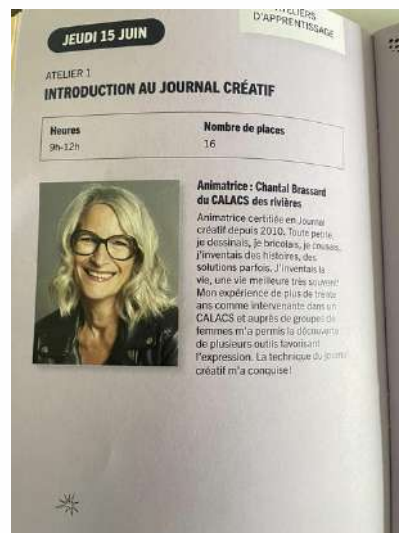 ATELIERS
D'APPRENTISSAGE
JEUDI 15 JUIN
ATELIER 1
INTRODUCTION AU JOURNAL CRÉATIF
Heures
Nombre de places
9h-12h
16
Animatrice : Chantal Brassard
du CALACS des rivières
Animatrice certifiée en Journal
créatif depuis 2010. Toute petite,
je dessinais, je bricolais, je cousais,
j'inventais des histoires, des
solutions parfois. J'inventais la
vie, une vie meilleure très souvent!
Mon expérience de plus de trente
ans comme intervenante dans un
CALACS et auprès de groupes de
femmes m'a permis la découverte
de plusieurs outils favorisant
l'expression. La technique du journal
créatif m'a conquise!